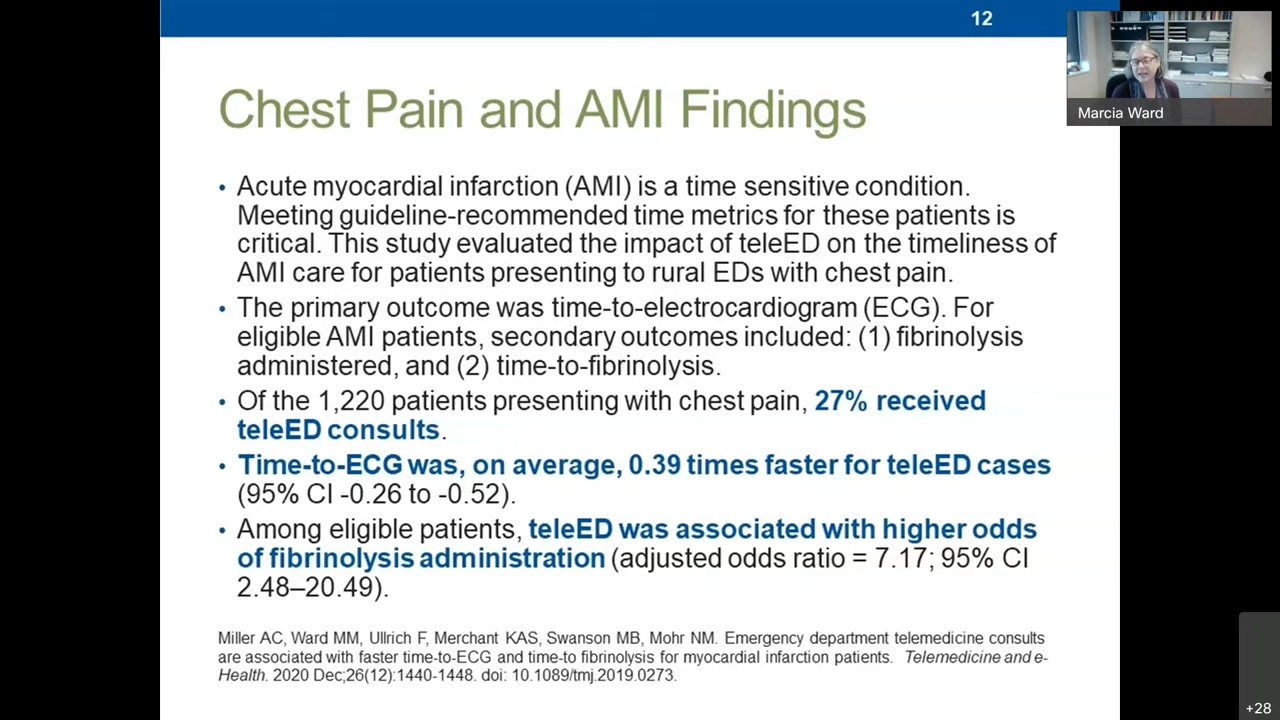 12
Marcia Ward
Chest Pain and AMI Findings
• Acute myocardial infarction (AMI) is a time sensitive condition.
Meeting guideline-recommended time metrics for these patients is
critical. This study evaluated the impact of teleED on the timeliness of
AMI care for patients presenting to rural EDs with chest pain.
• The primary outcome was time-to-electrocardiogram (ECG). For
eligible AMI patients, secondary outcomes included: (1) fibrinolysis
administered, and (2) time-to-fibrinolysis.
• Of the 1,220 patients presenting with chest pain, 27% received
teleED consults.
• Time-to-ECG was, on average, 0.39 times faster for teleED cases
(95% CI -0.26 to -0.52).
• Among eligible patients, teleED was associated with higher odds
of fibrinolysis administration (adjusted odds ratio = 7.17; 95% CI
2.48–20.49).
Miller AC, Ward MM, Ullrich F, Merchant KAS, Swanson MB, Mohr NM. Emergency department telemedicine consults
are associated with faster time-to-ECG and time-to fibrinolysis for myocardial infarction patients. Telemedicine and e-
Health. 2020 Dec;26(12):1440-1448. doi: 10.1089/tmj.2019.0273.
+28